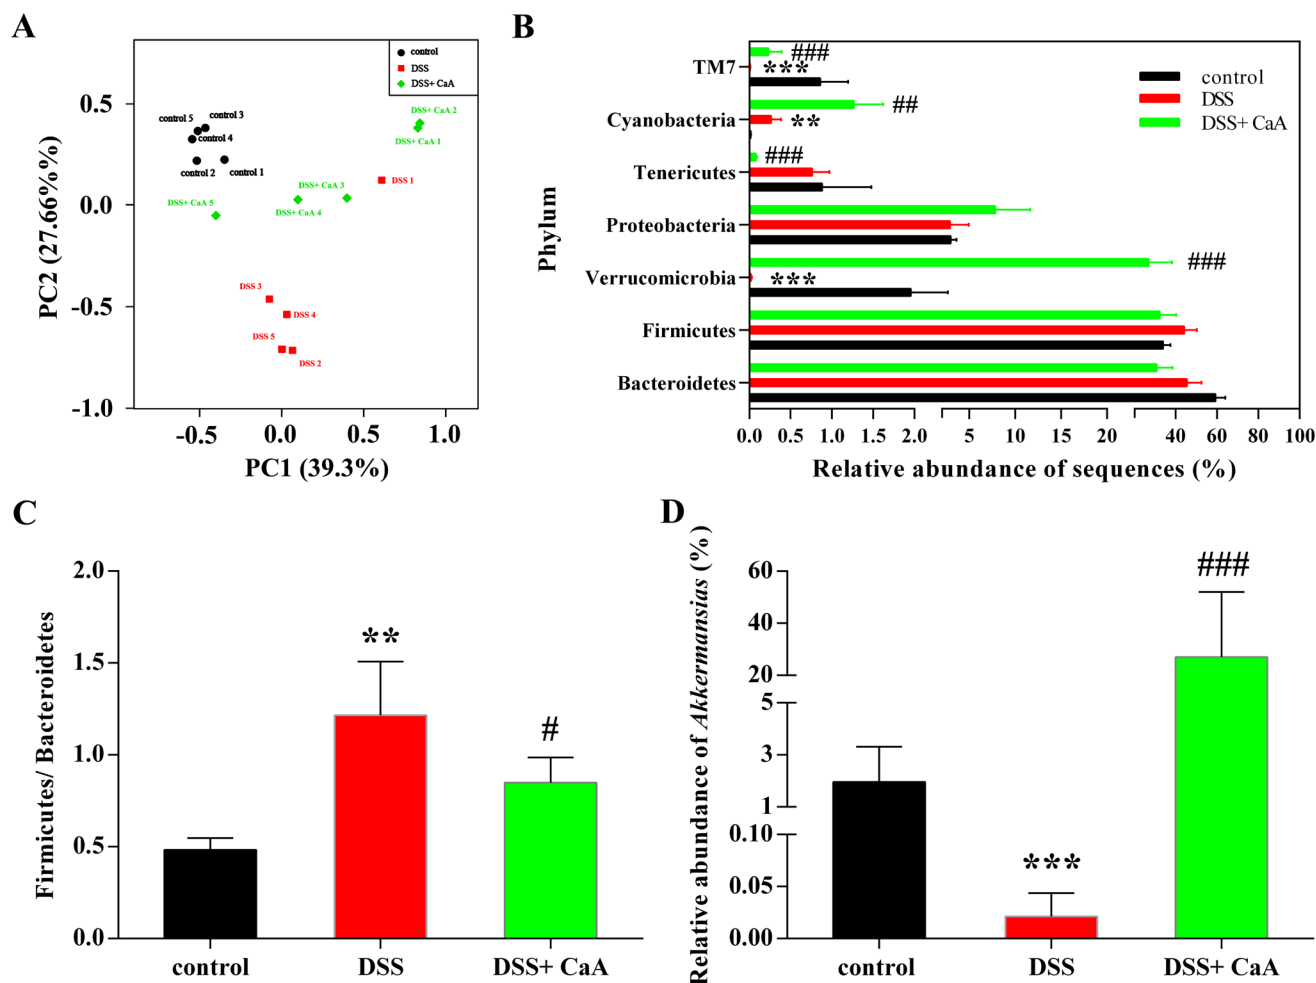 A
control
DSS
DSS+ CaA
PC2 (27.66%%)
0.5
0.0
-0.5
-1.0
control 5
control 3
control 4
control 2
control 1
DSS+ CaA 2
DSS+ CaA 1
DSS 1
DSS+ CaA 3
DSS+ CaA 4
DSS+ CaA 5
DSS 3
DSS 4
DSS 5
DSS 2
-0.5
0.0
0.5
1.0
PC1 (39.3%)
B
Phylum
TM7
Cyanobacteria
Tenericutes
Proteobacteria
Verrucomicrobia
Firmicutes
Bacteroidetes
###
***
##
**
###
###
***
control
DSS
DSS+ CaA
0.0 0.5 1.0 1.5 2.0 5 10 15 20 40 60 80 100
Relative abundance of sequences (%)
C
Firmicutes/ Bacteroidetes
2.0
1.5
1.0
0.5
0.0
**
#
control DSS DSS+ CaA
D
Relative abundance of Akkermansias (%)
60
40
20
5
3
1
0.10
0.05
0.00
***
###
control DSS DSS+ CaA